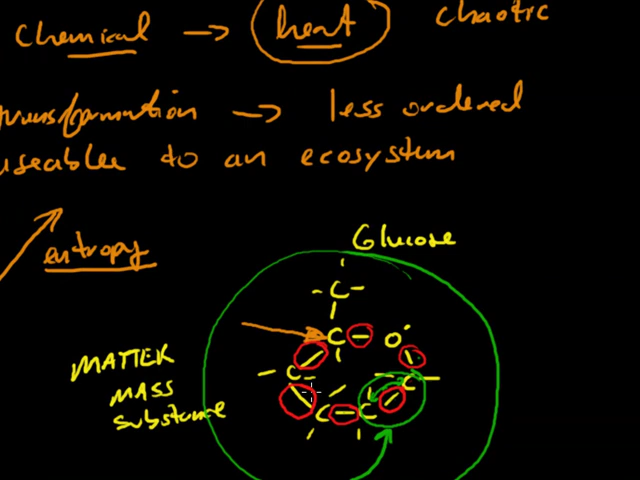 chemical → heat chaotic
transformation → less ordered
useable to an ecosystem
entropy
Glucose
C
C O
C C
C C
MATTER
MASS
Substance